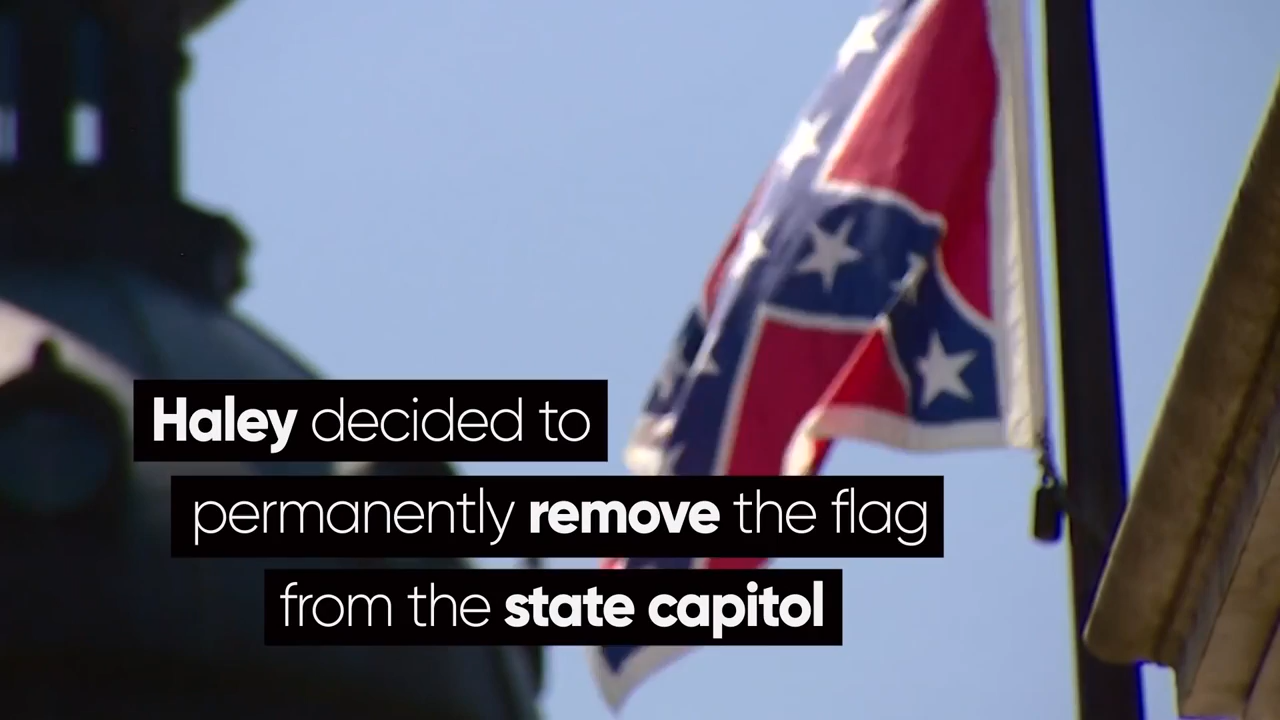 Haley decided to
permanently remove the flag
from the state capitol